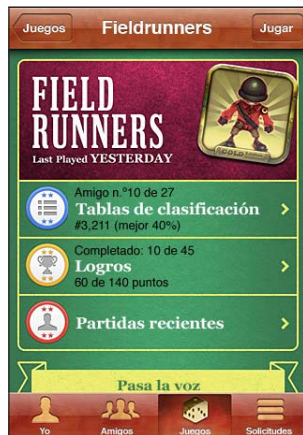 Juegos Fieldrunners Jugar
FIELD
RUNNERS
Last Played YESTERDAY
GOLD
Amigo n.º10 de 27
Tablas de clasificación
#3,211 (mejor 40%)
Completado: 10 de 45
Logros
60 de 140 puntos
Partidas recientes
Pasa la voz
Yo Amigos Juegos Solicitudes